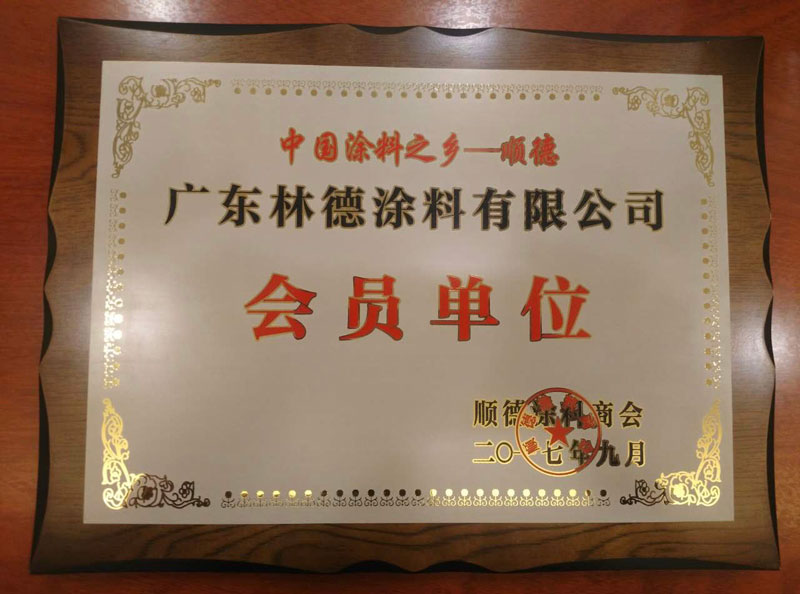 中国涂料之乡——顺德
广东林德涂料有限公司
会员单位
顺德涂料商会
二〇一七年九月